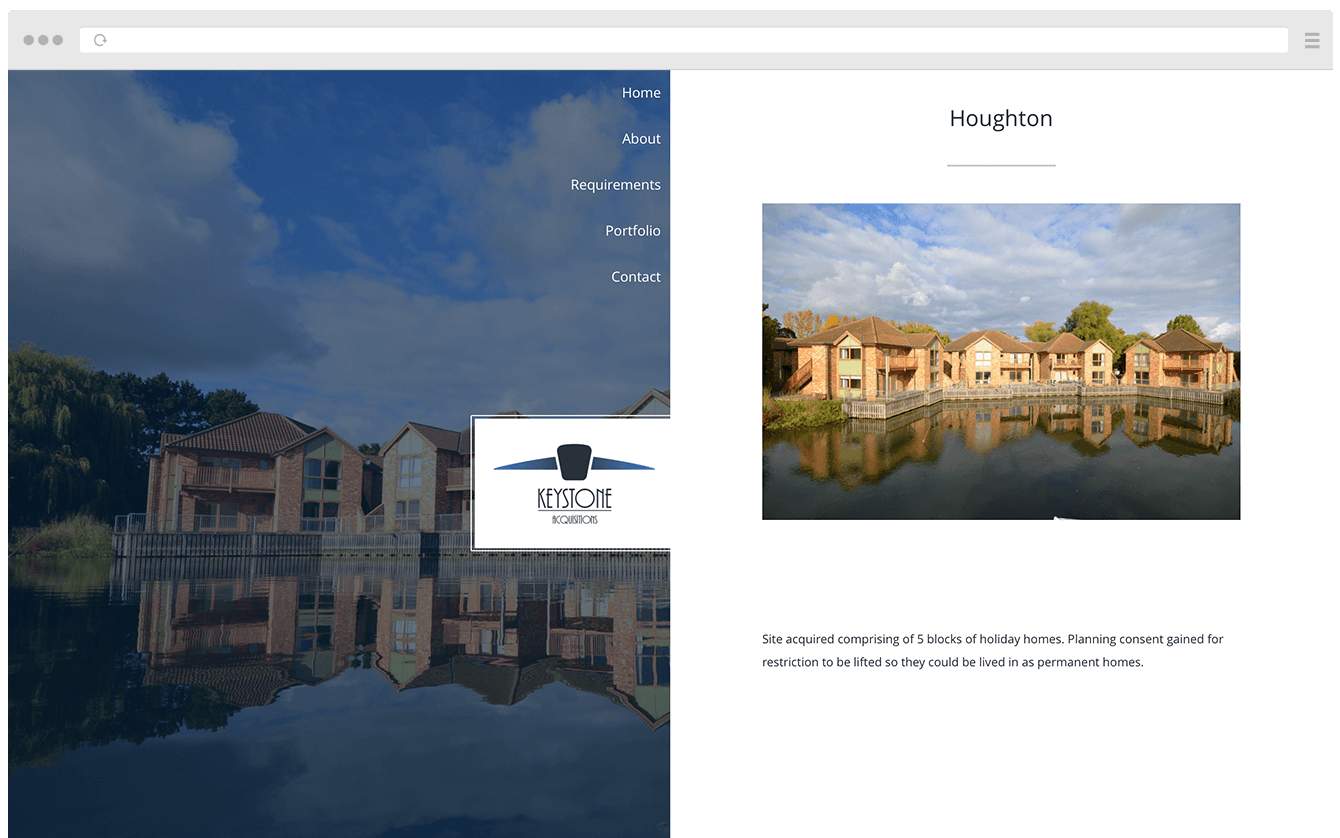 Home
About
Requirements
Portfolio
Contact
KEYSTONE
ACQUISITIONS
Houghton
Site acquired comprising of 5 blocks of holiday homes. Planning consent gained for
restriction to be lifted so they could be lived in as permanent homes.